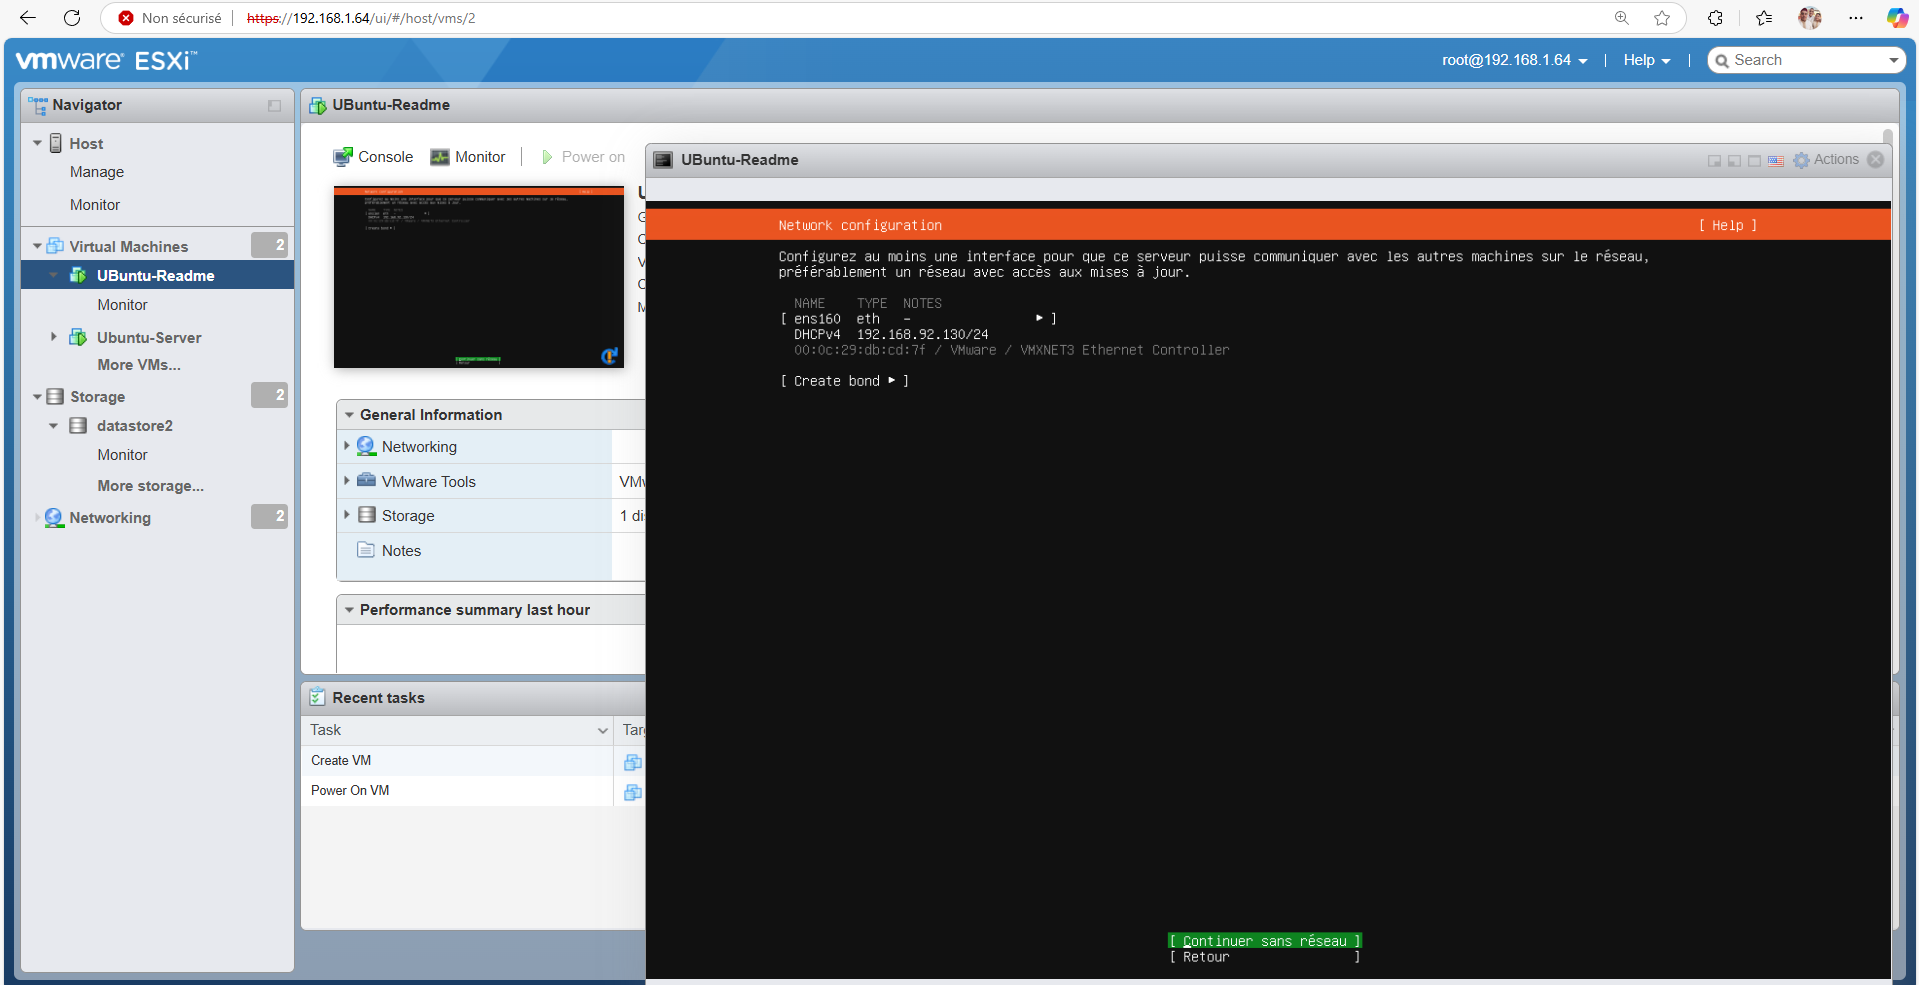 Non sécurisé
https://192.168.1.64/ui/#/host/vms/2
vmware ESXi™
root@192.168.1.64
Help
Search
Navigator
Host
Manage
Monitor
Virtual Machines 2
UBuntu-Readme
Monitor
Ubuntu-Server
More VMs...
Storage 2
datastore2
Monitor
More storage...
Networking 2
UBuntu-Readme
Console
Monitor
Power on
General Information
Networking
VMware Tools
Storage
1 di
Notes
Performance summary last hour
Recent tasks
Task
Create VM
Power On VM
UBuntu-Readme
Actions
Network configuration [ Help ]
Configurez au moins une interface pour que ce serveur puisse communiquer avec les autres machines sur le réseau,
préférablement un réseau avec accès aux mises à jour.
NAME TYPE NOTES
[ ens160 eth - ▸ ]
DHCPv4 192.168.92.130/24
00:0c:29:db:cd:7f / VMware / VMXNET3 Ethernet Controller
[ Create bond ▸ ]
[ Continuer sans réseau ]
[ Retour ]